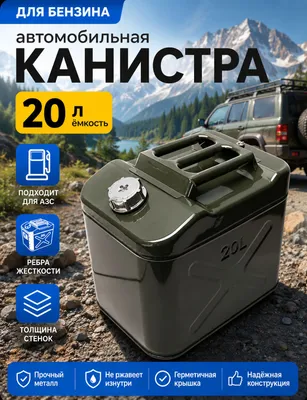 ДЛЯ БЕНЗИНА
автомобильная
КАНИСТРА
20 л
ёмкость
ПОДХОДИТ
ДЛЯ АЗС
РЕБРА
ЖЕСТКОСТИ
ТОЛЩИНА
СТЕНОК
20L
Прочный
металл
Не ржавеет
изнутри
Герметичная
крышка
Надёжная
конструкция